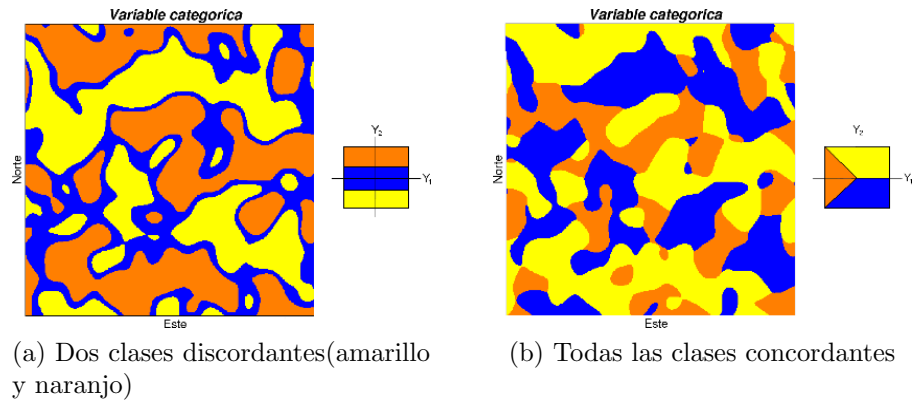 Variable categorica
Norte
Este
Y2
Y1
(a) Dos clases discordantes(amarillo
y naranjo)
Variable categorica
Norte
Este
Y2
Y1
(b) Todas las clases concordantes